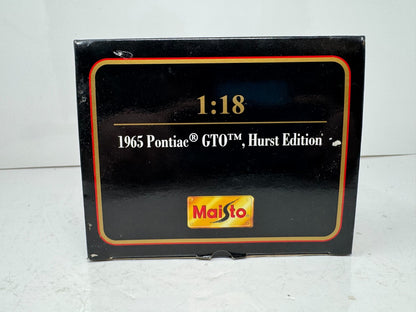 1:18
1965 Pontiac® GTO™, Hurst Edition
Maisto